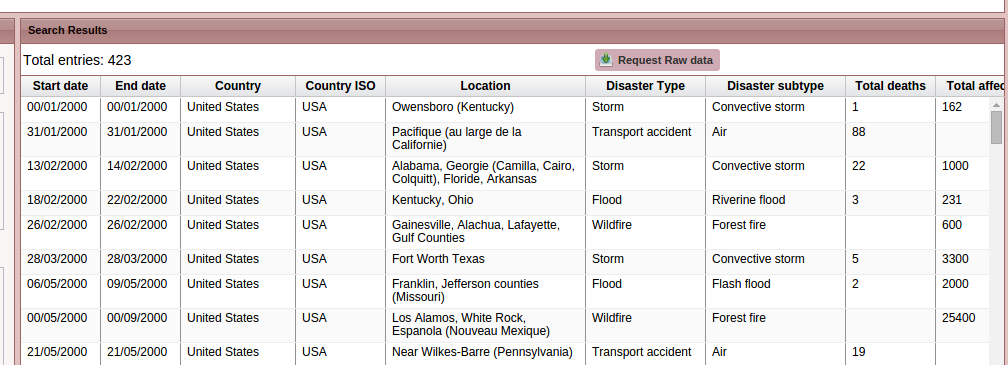 Search Results
Total entries: 423
Request Raw data
Start date End date Country Country ISO Location Disaster Type Disaster subtype Total deaths Total affec
00/01/2000 00/01/2000 United States USA Owensboro (Kentucky) Storm Convective storm 1 162
31/01/2000 31/01/2000 United States USA Pacifique (au large de la Transport accident Air 88
Californie)
13/02/2000 14/02/2000 United States USA Alabama, Georgie (Camilla, Cairo, Storm Convective storm 22 1000
Colquitt), Floride, Arkansas
18/02/2000 22/02/2000 United States USA Kentucky, Ohio Flood Riverine flood 3 231
26/02/2000 26/02/2000 United States USA Gainesville, Alachua, Lafayette, Wildfire Forest fire 600
Gulf Counties
28/03/2000 28/03/2000 United States USA Fort Worth Texas Storm Convective storm 5 3300
06/05/2000 09/05/2000 United States USA Franklin, Jefferson counties Flood Flash flood 2 2000
(Missouri)
00/05/2000 00/09/2000 United States USA Los Alamos, White Rock, Wildfire Forest fire 25400
Espanola (Nouveau Mexique)
21/05/2000 21/05/2000 United States USA Near Wilkes-Barre (Pennsylvania) Transport accident Air 19